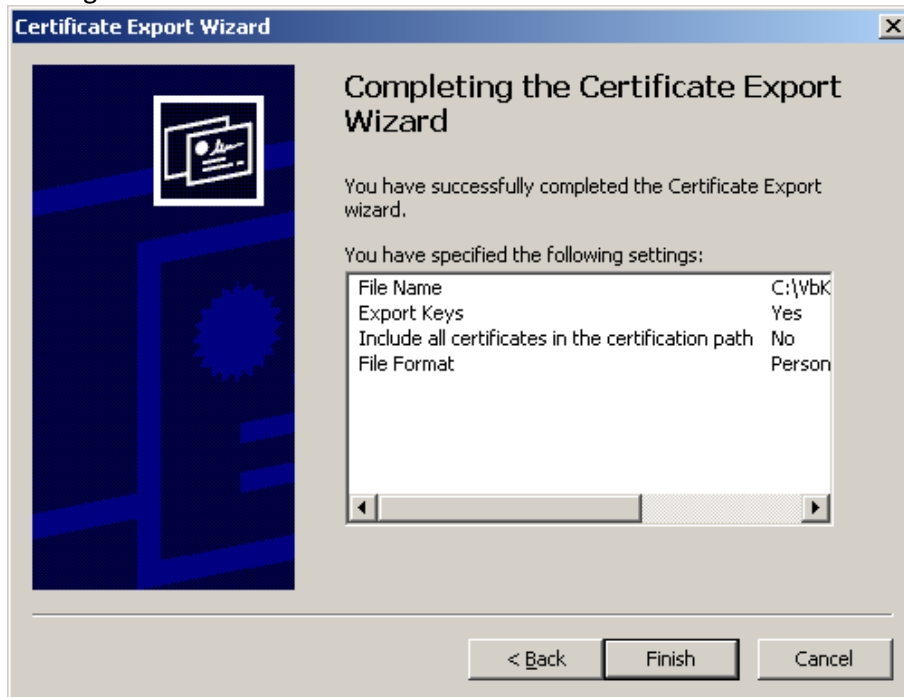 Certificate Export Wizard
Completing the Certificate Export
Wizard
You have successfully completed the Certificate Export
wizard.
You have specified the following settings:
File Name C:\VbK
Export Keys Yes
Include all certificates in the certification path No
File Format Person
< Back Finish Cancel